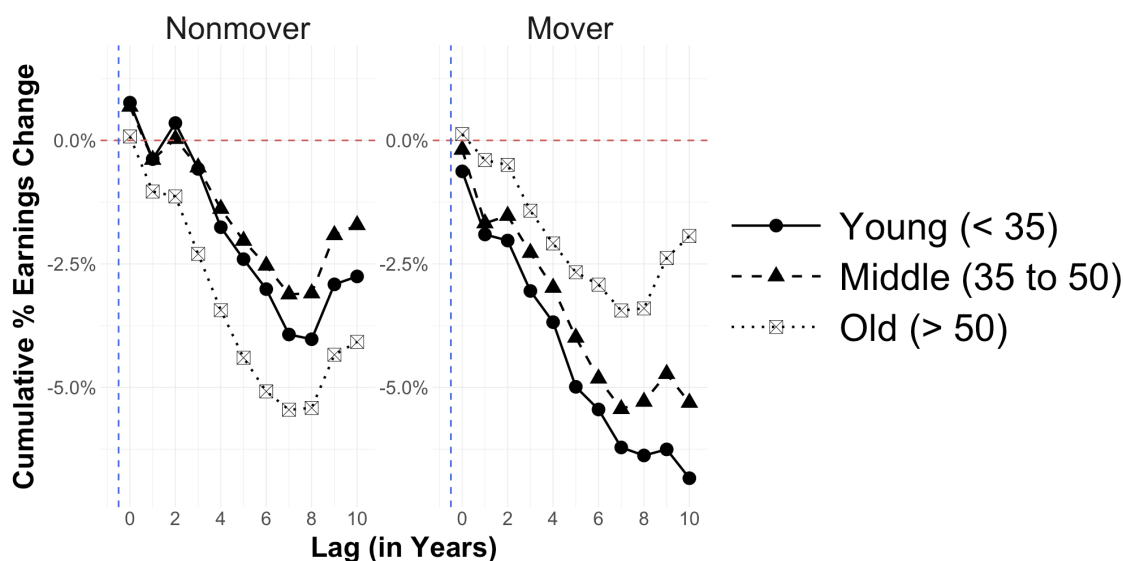 Nonmover
Mover
Cumulative % Earnings Change
0.0%
-2.5%
-5.0%
0.0%
-2.5%
-5.0%
0 2 4 6 8 10
0 2 4 6 8 10
Lag (in Years)
Young (< 35)
Middle (35 to 50)
Old (> 50)